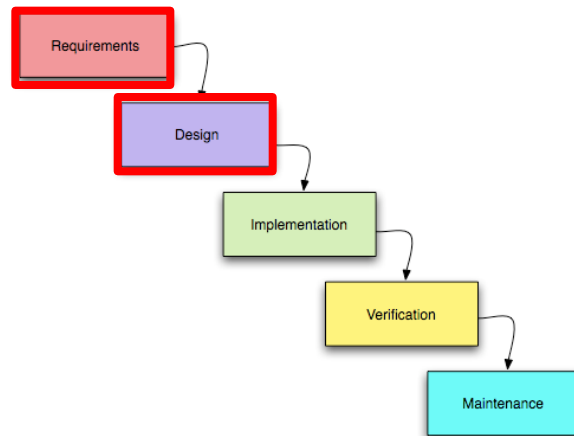 Requirements
Design
Implementation
Verification
Maintenance